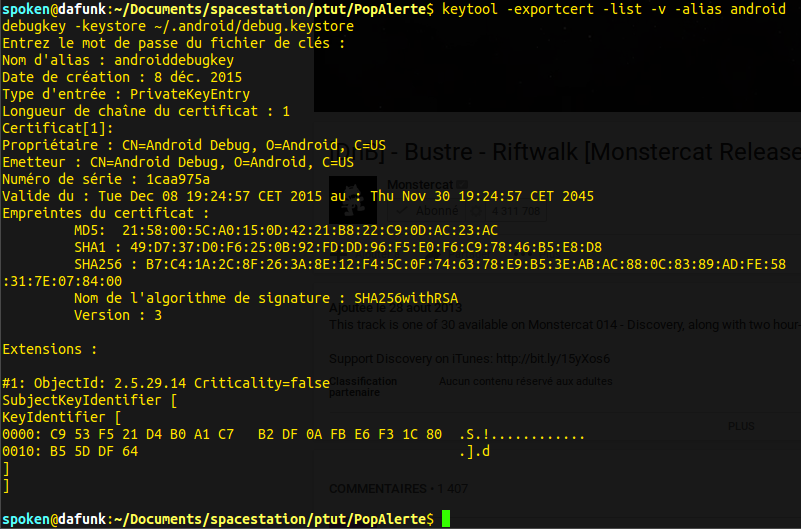 spoken@dafunk:~/Documents/spacestation/ptut/PopAlerte$ keytool -exportcert -list -v -alias android
debugkey -keystore ~/.android/debug.keystore
Entrez le mot de passe du fichier de clés :
Nom d'alias : androiddebugkey
Date de création : 8 déc. 2015
Type d'entrée : PrivateKeyEntry
Longueur de chaîne du certificat : 1
Certificat[1]:
Propriétaire : CN=Android Debug, O=Android, C=US
- Bustre - Riftwalk [Monstercat Release
Emetteur : CN=Android Debug, O=Android, C=US
Numéro de série : 1caa975a
Monstercat
Valide du : Tue Dec 08 19:24:57 CET 2015 au : Thu Nov 30 19:24:57 CET 2045
Abonné 4 311 708
Empreintes du certificat :
MD5: 21:58:00:5C:A0:15:0D:42:21:B8:22:C9:0D:AC:23:AC
SHA1 : 49:D7:37:D0:F6:25:0B:92:FD:DD:96:F5:E0:F6:C9:78:46:B5:E8:D8
SHA256 : B7:C4:1A:2C:8F:26:3A:8E:12:F4:5C:0F:74:63:78:E9:B5:3E:AB:AC:88:0C:83:89:AD:FE:58
:31:7E:07:84:00
Nom de l'algorithme de signature : SHA256withRSA
Ajoutée le 28 août 2013
Version : 3
This track is one of 30 available on Monstercat 014 - Discovery, along with two hour-
Extensions :
Support Discovery on iTunes: http://bit.ly/15yXos6
#1: ObjectId: 2.5.29.14 Criticality=false
Classification partenaire
Aucun contenu réservé aux adultes
SubjectKeyIdentifier [
KeyIdentifier [
PLUS
0000: C9 53 F5 21 D4 B0 A1 C7 B2 DF 0A FB E6 F3 1C 80 .S.!............
0010: B5 5D DF 64 .].d
]
]
COMMENTAIRES • 1 407
spoken@dafunk:~/Documents/spacestation/ptut/PopAlerte$